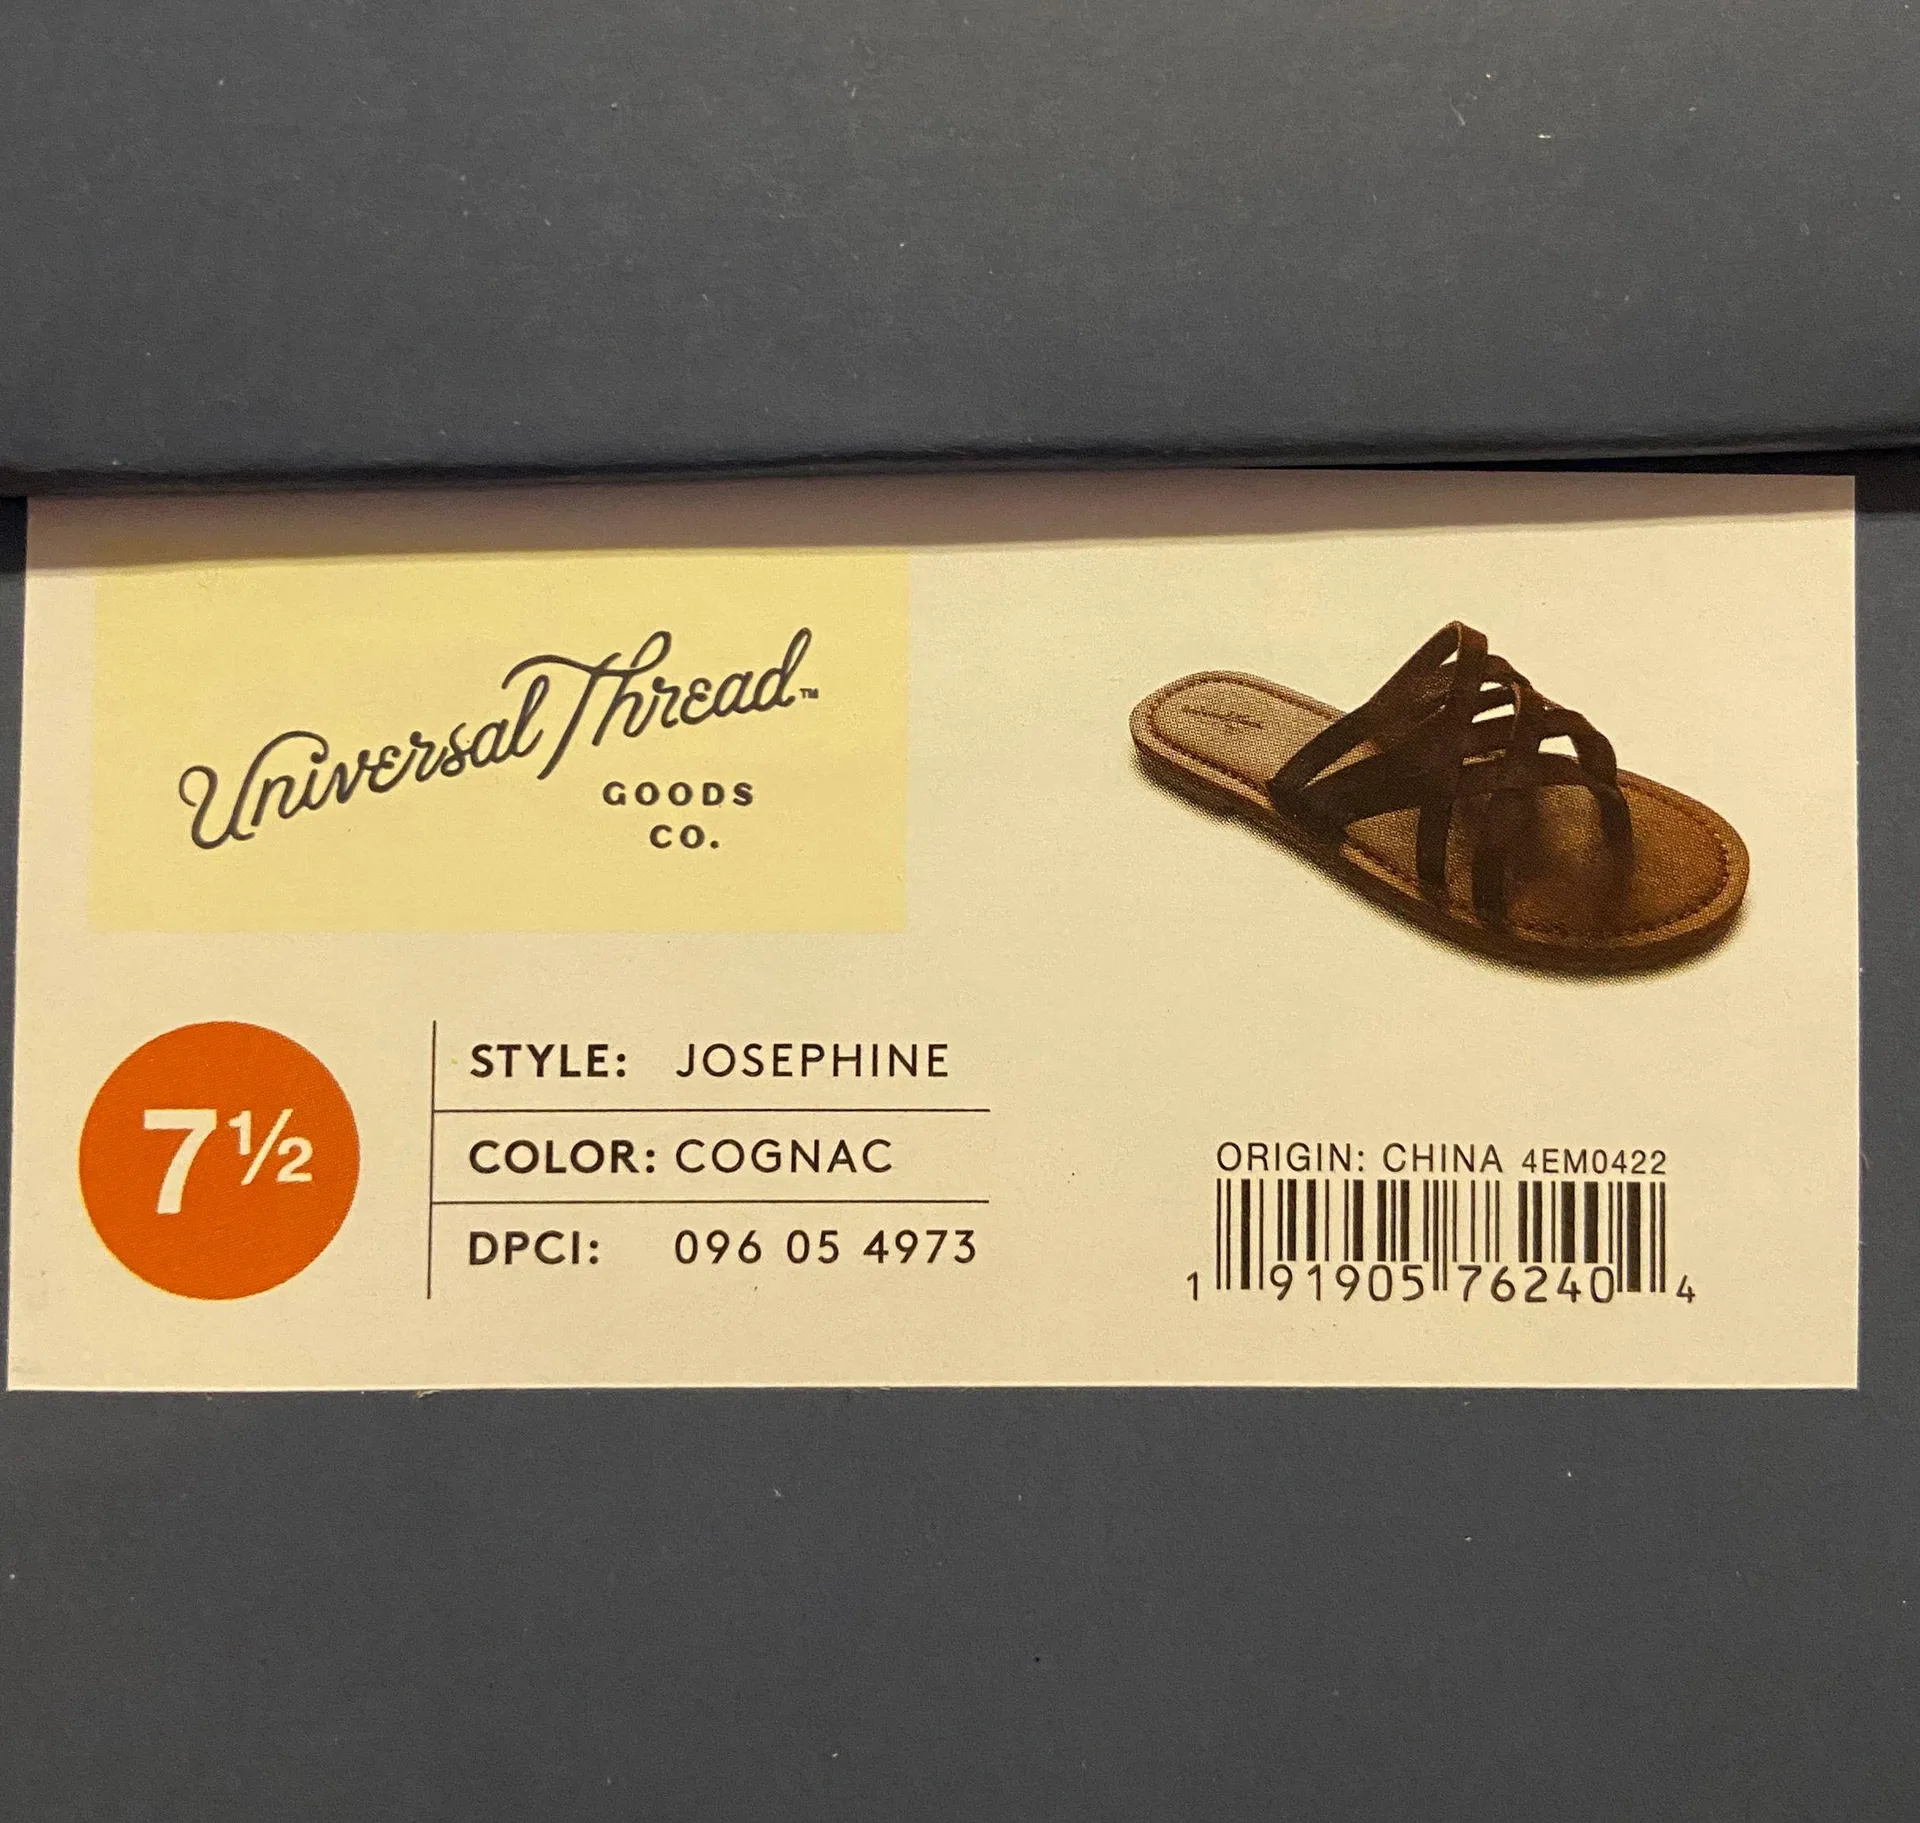 Universal Thread™
GOODS
CO.
7½
STYLE: JOSEPHINE
COLOR: COGNAC
DPCI: 096 05 4973
ORIGIN: CHINA 4EM0422
1 91905 76240 4